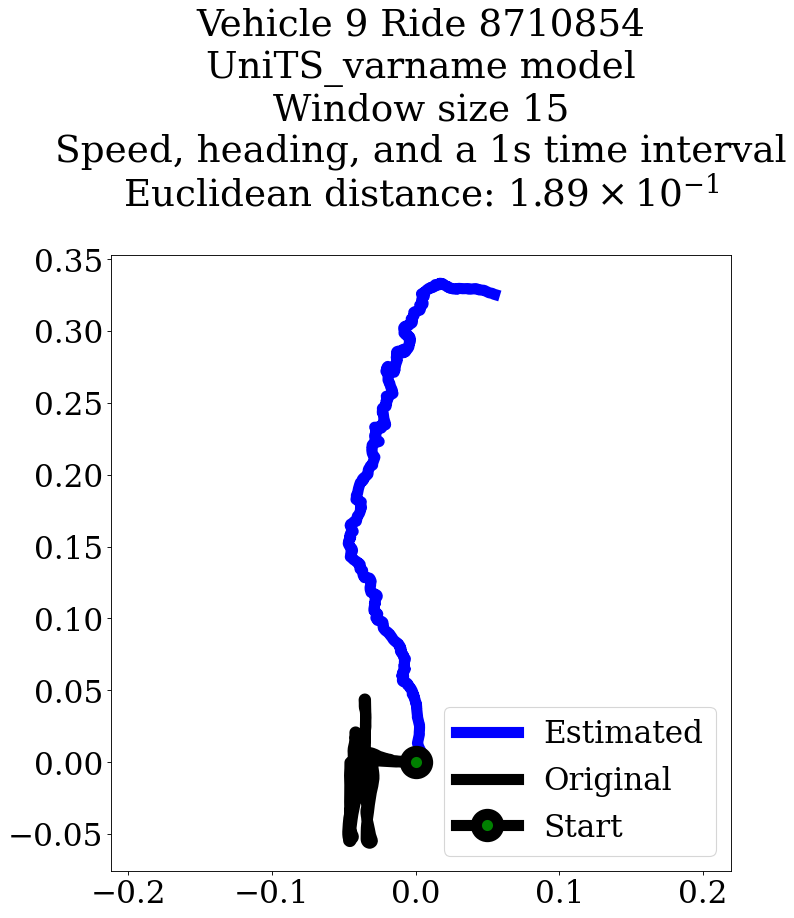 Vehicle 9 Ride 8710854
UniTS_varname model
Window size 15
Speed, heading, and a 1s time interval
Euclidean distance: 1.89 × 10⁻¹
0.35
0.30
0.25
0.20
0.15
0.10
0.05
0.00
−0.05
Estimated
Original
Start
−0.2
−0.1
0.0
0.1
0.2